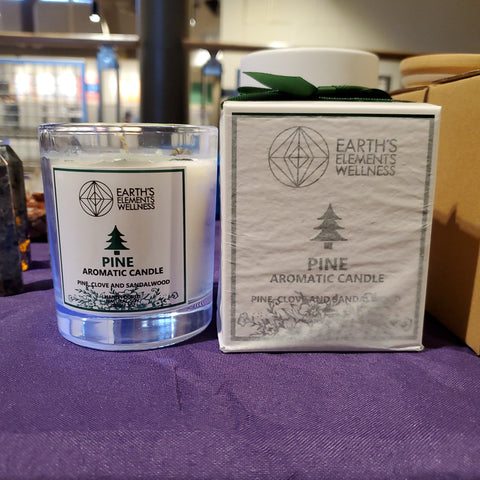 EARTH'S
ELEMENTS
WELLNESS
PINE
AROMATIC CANDLE
PINE, CLOVE AND SANDALWOOD
EARTH'S
ELEMENTS
WELLNESS
PINE
AROMATIC CANDLE
PINE, CLOVE AND